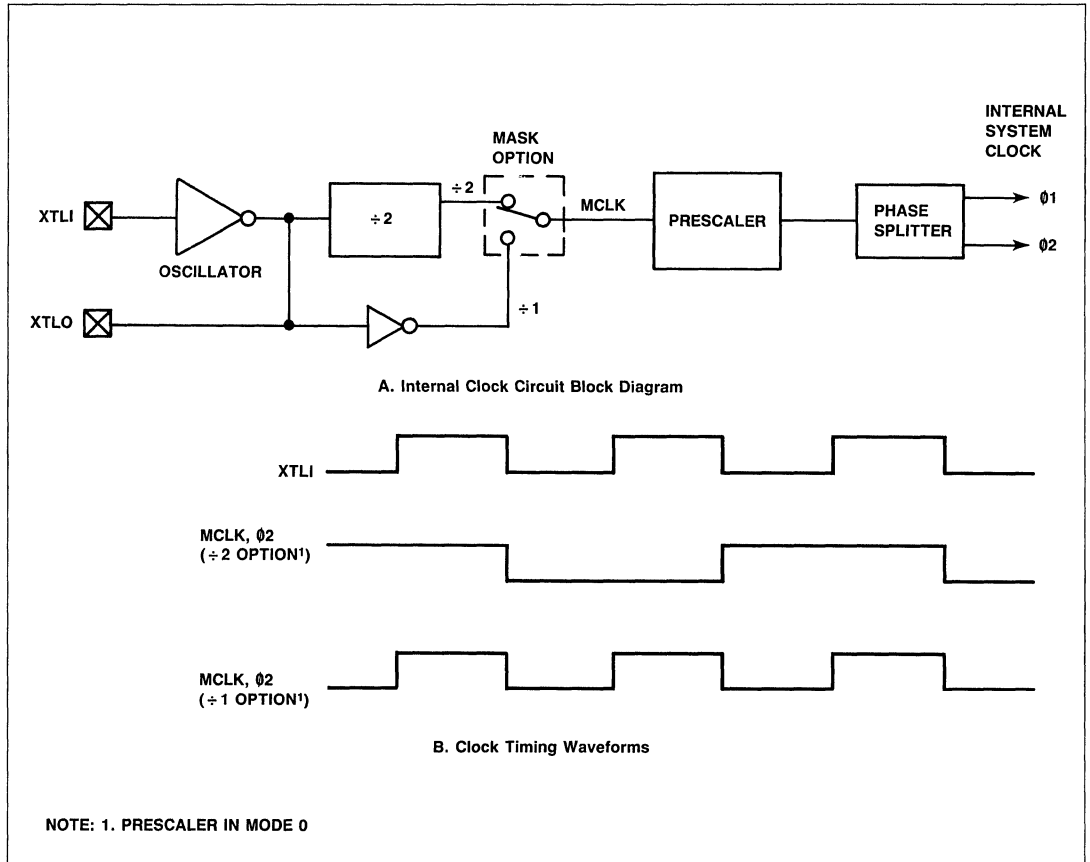 INTERNAL
SYSTEM
CLOCK
MASK
OPTION
÷2
XTLI
÷2
MCLK
PRESCALER
PHASE
SPLITTER
Ø1
Ø2
OSCILLATOR
÷1
XTLO
A. Internal Clock Circuit Block Diagram
XTLI
MCLK, Ø2
(÷2 OPTION¹)
MCLK, Ø2
(÷1 OPTION¹)
B. Clock Timing Waveforms
NOTE: 1. PRESCALER IN MODE 0